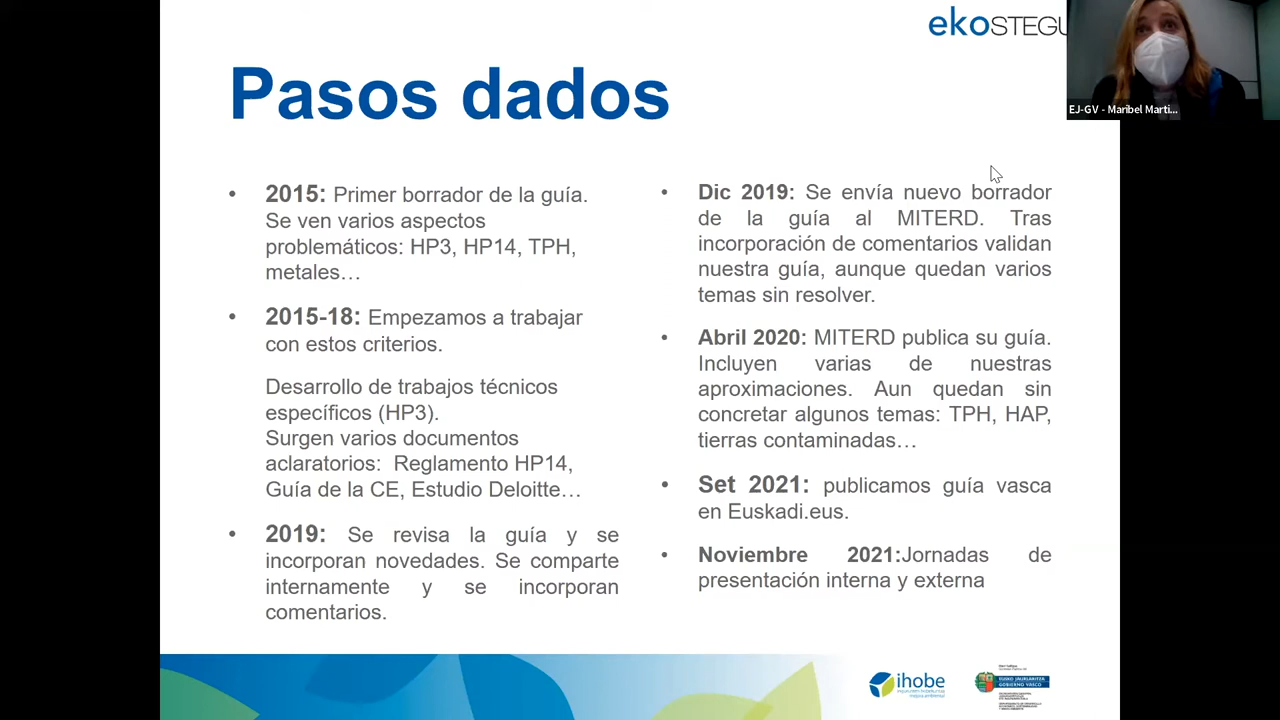 ekoSTEGU
EJ-GV - Maribel Marti...
Pasos dados
• 2015: Primer borrador de la guía.
Se ven varios aspectos
problemáticos: HP3, HP14, TPH,
metales…
• 2015-18: Empezamos a trabajar
con estos criterios.
Desarrollo de trabajos técnicos
específicos (HP3).
Surgen varios documentos
aclaratorios: Reglamento HP14,
Guía de la CE, Estudio Deloitte…
• 2019: Se revisa la guía y se
incorporan novedades. Se comparte
internamente y se incorporan
comentarios.
• Dic 2019: Se envía nuevo borrador
de la guía al MITERD. Tras
incorporación de comentarios validan
nuestra guía, aunque quedan varios
temas sin resolver.
• Abril 2020: MITERD publica su guía.
Incluyen varias de nuestras
aproximaciones. Aun quedan sin
concretar algunos temas: TPH, HAP,
tierras contaminadas…
• Set 2021: publicamos guía vasca
en Euskadi.eus.
• Noviembre 2021:Jornadas de
presentación interna y externa
ihobe
EUSKO JAURLARITZA
GOBIERNO VASCO